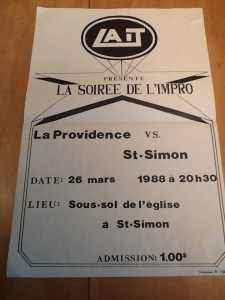 LAIT
PRÉSENTE
LA SOIRÉE DE L'IMPRO
La Providence VS.
St-Simon
DATE: 26 mars 1988 à 20h30
LIEU: Sous-sol de l'église
à St-Simon
ADMISSION: 1.00$